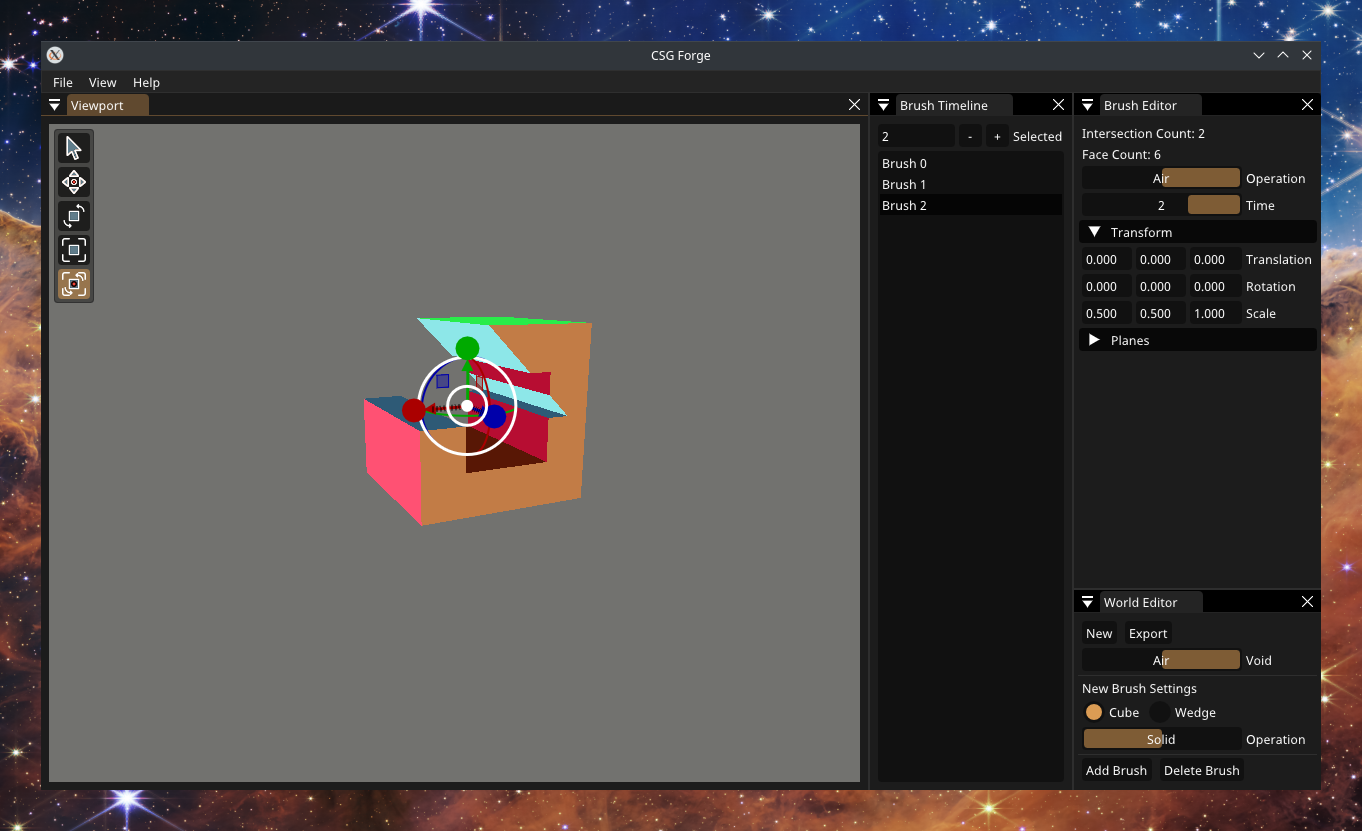 CSG Forge
File View Help
Viewport
Brush Timeline
2 - + Selected
Brush 0
Brush 1
Brush 2
Brush Editor
Intersection Count: 2
Face Count: 6
Air Operation
2 Time
Transform
0.000 0.000 0.000 Translation
0.000 0.000 0.000 Rotation
0.500 0.500 1.000 Scale
Planes
World Editor
New Export
Air Void
New Brush Settings
Cube Wedge
Solid Operation
Add Brush Delete Brush